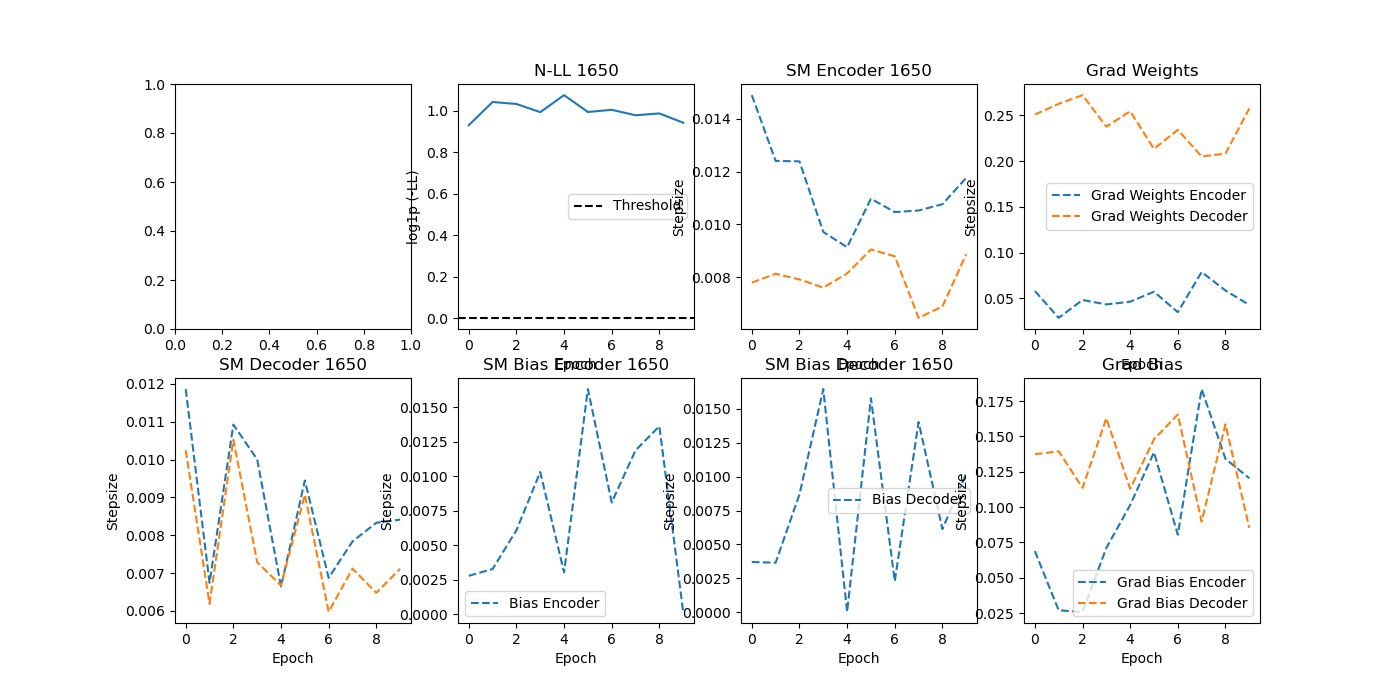 N-LL 1650
SM Encoder 1650
Grad Weights
1.0
0.8
0.6
0.4
0.2
0.0
0.0 0.2 0.4 0.6 0.8 1.0
log1p (-LL)
1.0
0.8
0.6
0.4
0.2
0.0
Threshold
0 2 4 6 8
Epoch
Stepsize
0.014
0.012
0.010
0.008
0 2 4 6 8
Epoch
Stepsize
0.25
0.20
0.15
0.10
0.05
Grad Weights Encoder
Grad Weights Decoder
0 2 4 6 8
Epoch
SM Decoder 1650
SM Bias Encoder 1650
SM Bias Decoder 1650
Grad Bias
Stepsize
0.012
0.011
0.010
0.009
0.008
0.007
0.006
0 2 4 6 8
Epoch
Stepsize
0.0150
0.0125
0.0100
0.0075
0.0050
0.0025
0.0000
Bias Encoder
0 2 4 6 8
Epoch
Stepsize
0.0150
0.0125
0.0100
0.0075
0.0050
0.0025
0.0000
Bias Decoder
0 2 4 6 8
Epoch
Stepsize
0.175
0.150
0.125
0.100
0.075
0.050
0.025
Grad Bias Encoder
Grad Bias Decoder
0 2 4 6 8
Epoch